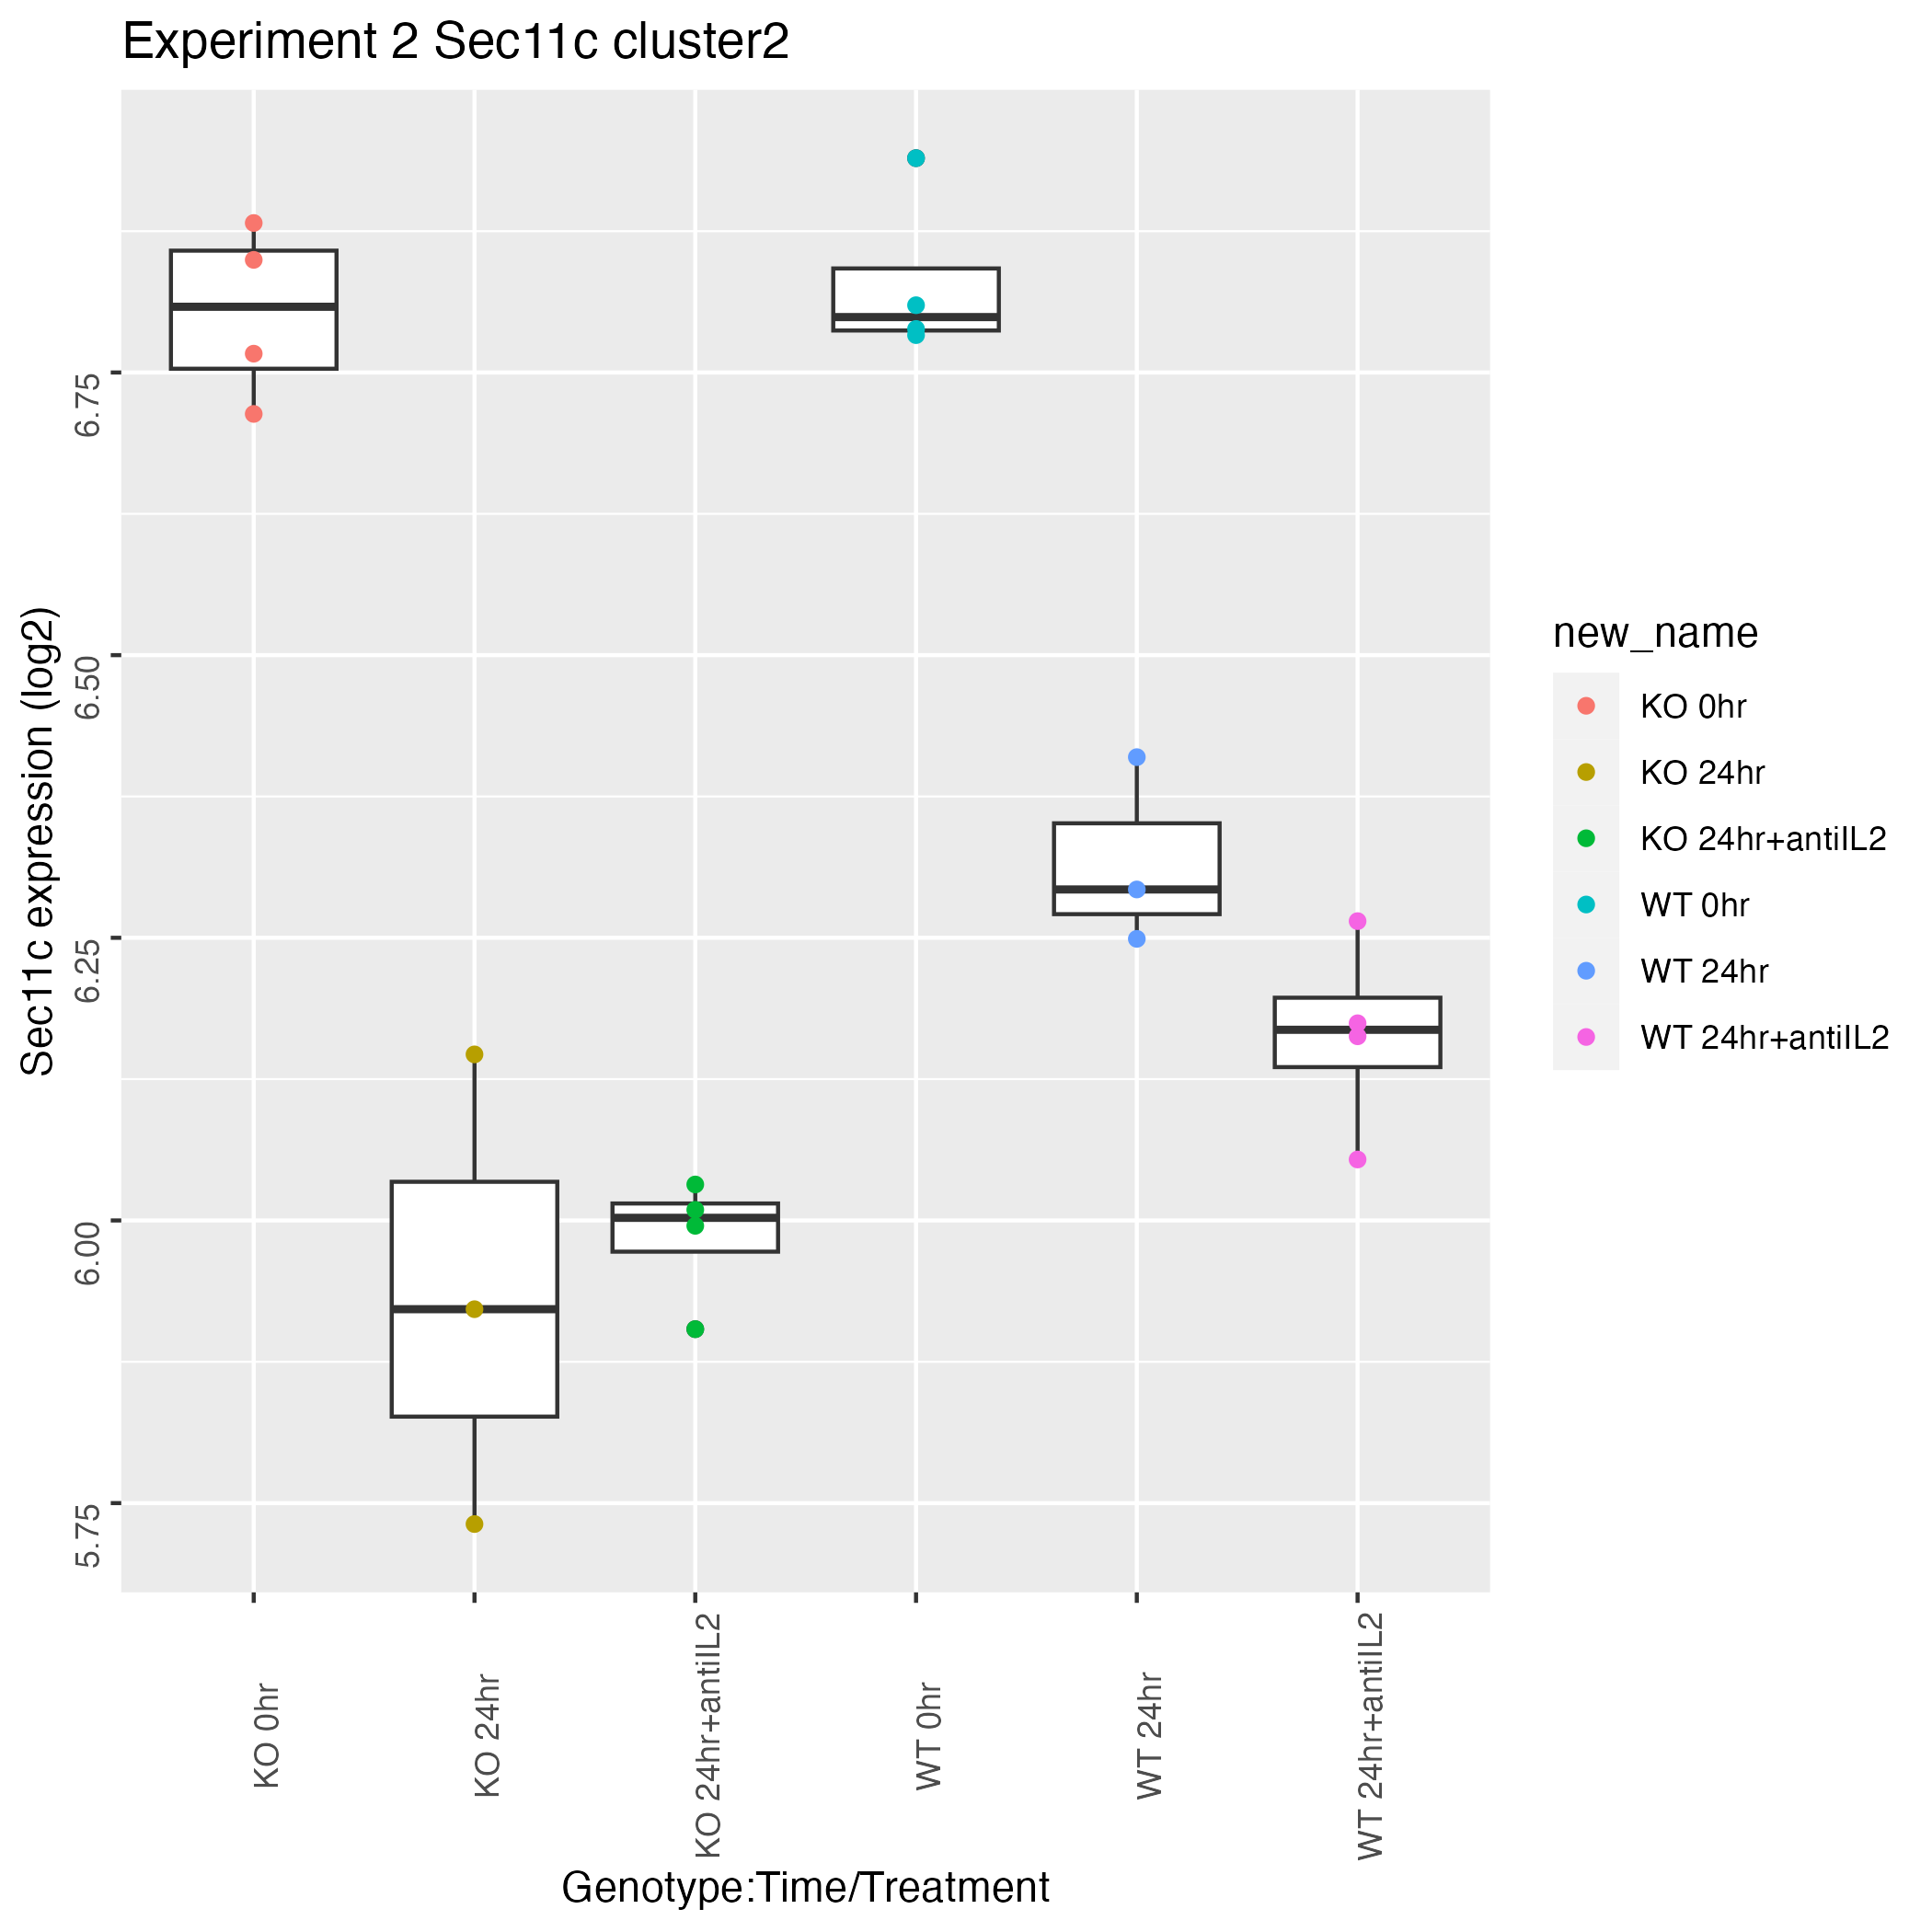 Experiment 2 Sec11c cluster2
Sec11c expression (log2)
6.75
6.50
6.25
6.00
5.75
KO 0hr
KO 24hr
KO 24hr+antiIL2
WT 0hr
WT 24hr
WT 24hr+antiIL2
Genotype:Time/Treatment
new_name
KO 0hr
KO 24hr
KO 24hr+antiIL2
WT 0hr
WT 24hr
WT 24hr+antiIL2